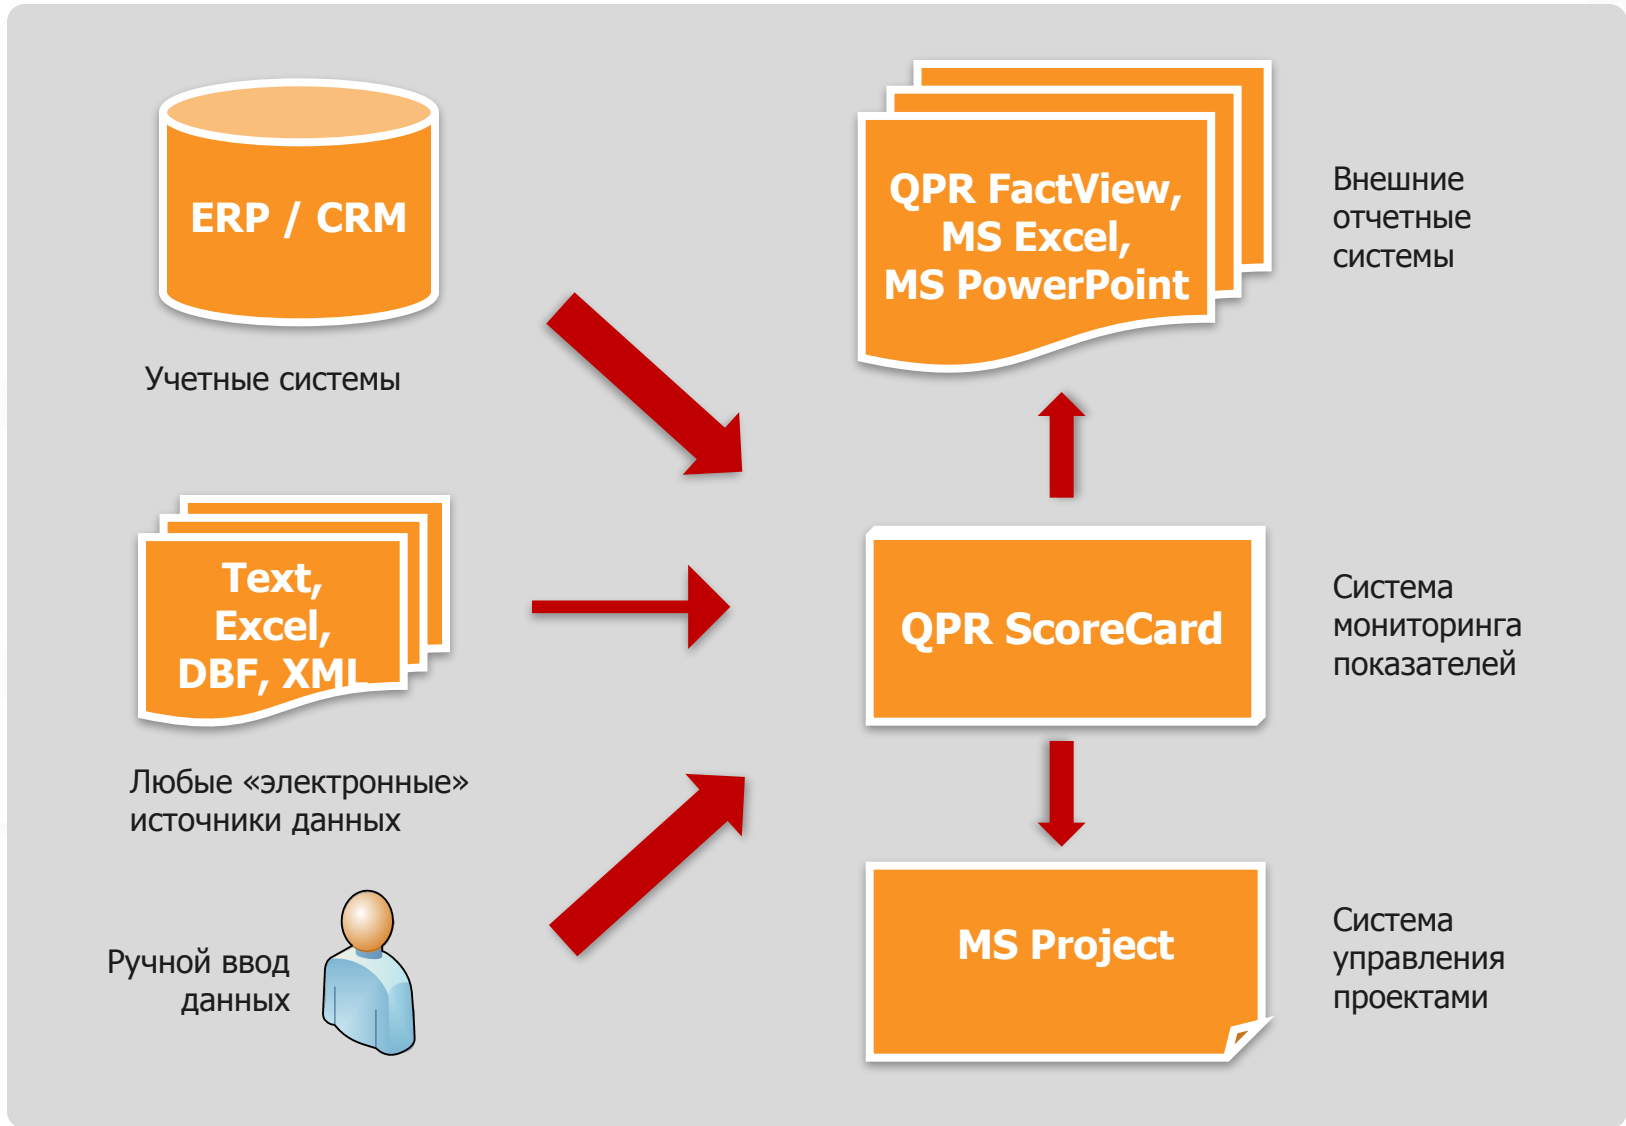 ERP / CRM
Учетные системы
Text,
Excel,
DBF, XML
Любые «электронные»
источники данных
Ручной ввод
данных
QPR FactView,
MS Excel,
MS PowerPoint
Внешние
отчетные
системы
QPR ScoreCard
Система
мониторинга
показателей
MS Project
Система
управления
проектами